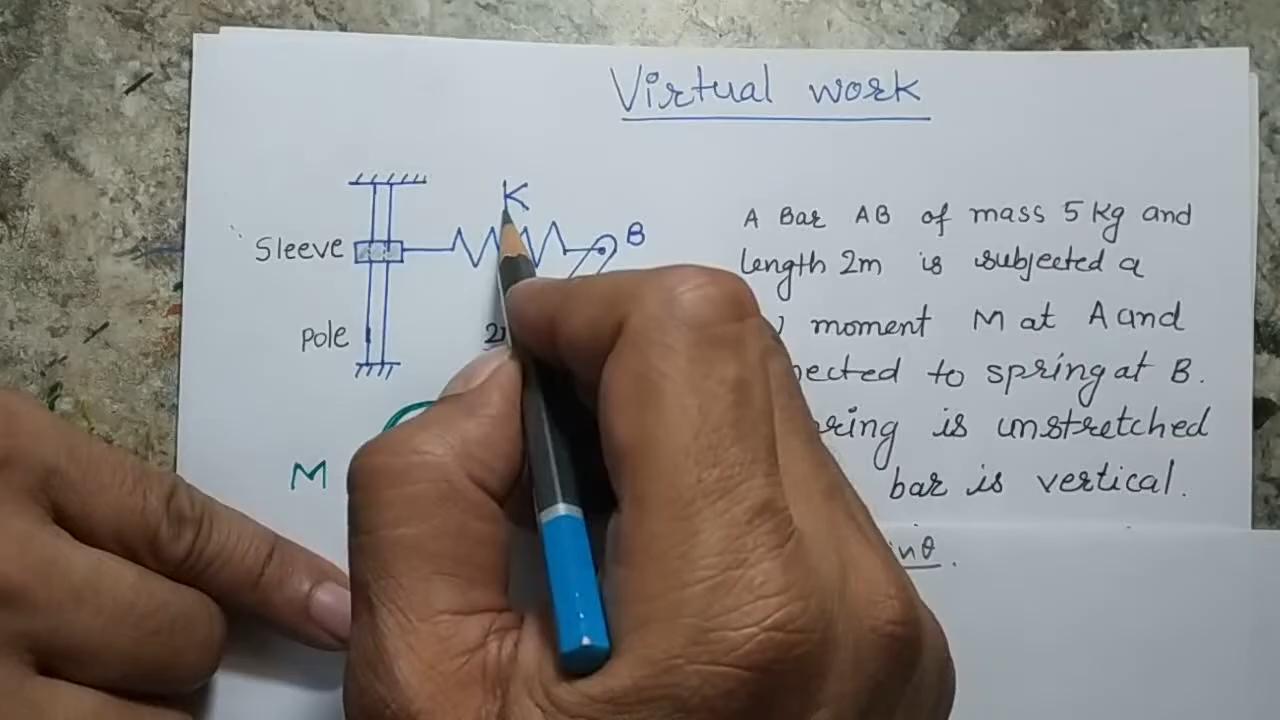 Virtual work
K
Sleeve
B
Pole
M
A Bar AB of mass 5 Kg and
length 2m is subjected a
moment M at A and
to spring at B.
is unstretched
bar is vertical.